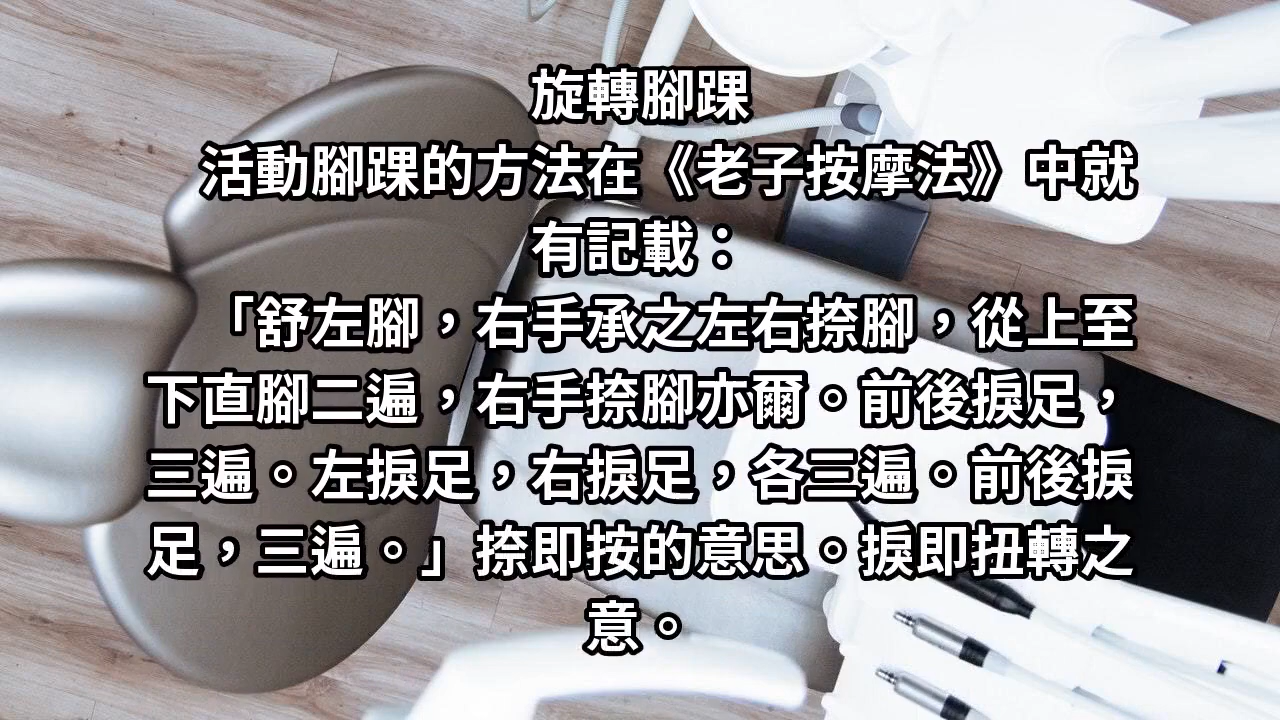 旋轉腳踝
活動腳踝的方法在《老子按摩法》中就
有記載：
「舒左腳，右手承之左右捺腳，從上至
下直腳二遍，右手捺腳亦爾。前後捩足，
三遍。左捩足，右捩足，各三遍。前後捩
足，三遍。」捺即按的意思。捩即扭轉之
意。